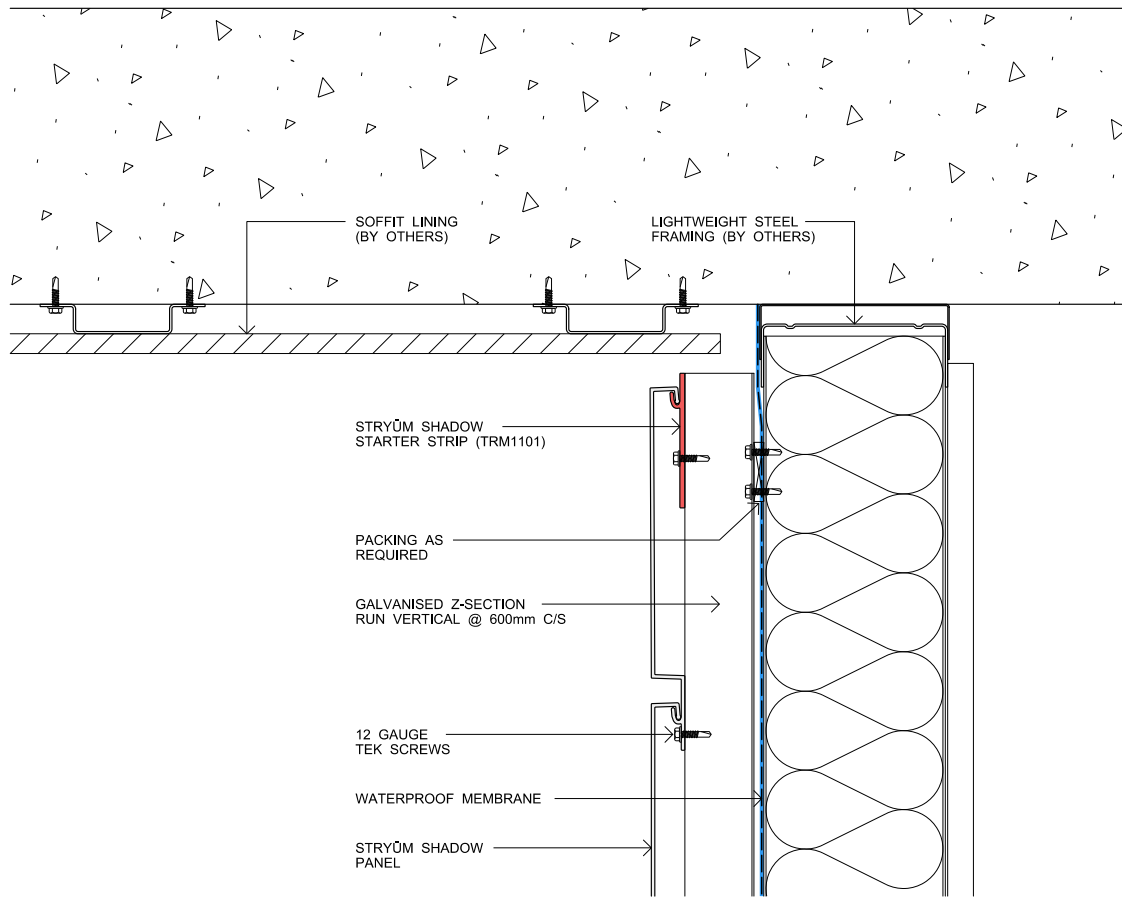 SOFFIT LINING
(BY OTHERS)
LIGHTWEIGHT STEEL
FRAMING (BY OTHERS)
STRYŪM SHADOW
STARTER STRIP (TRM1101)
PACKING AS
REQUIRED
GALVANISED Z-SECTION
RUN VERTICAL @ 600mm C/S
12 GAUGE
TEK SCREWS
WATERPROOF MEMBRANE
STRYŪM SHADOW
PANEL